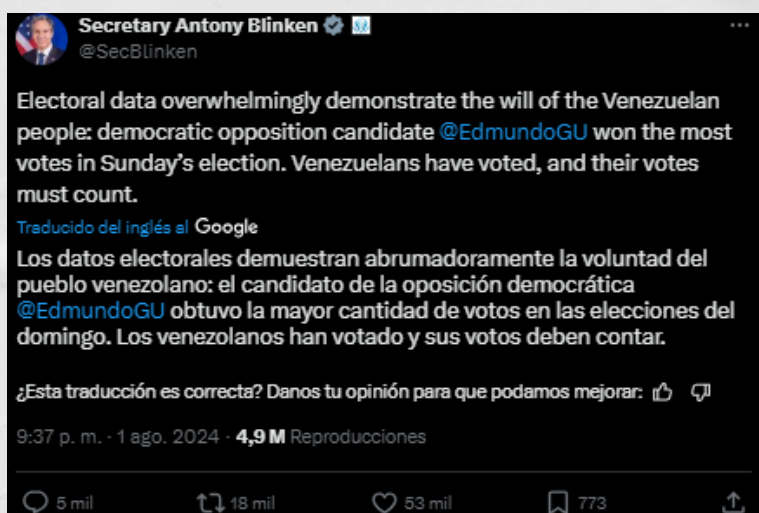 Secretary Antony Blinken
@SecBlinken
Electoral data overwhelmingly demonstrate the will of the Venezuelan
people: democratic opposition candidate @EdmundoGU won the most
votes in Sunday's election. Venezuelans have voted, and their votes
must count.
Traducido del inglés al Google
Los datos electorales demuestran abrumadoramente la voluntad del
pueblo venezolano: el candidato de la oposición democrática
@EdmundoGU obtuvo la mayor cantidad de votos en las elecciones del
domingo. Los venezolanos han votado y sus votos deben contar.
¿Esta traducción es correcta? Danos tu opinión para que podamos mejorar:
9:37 p. m. · 1 ago. 2024 · 4,9 M Reproducciones
5 mil 18 mil 53 mil 773